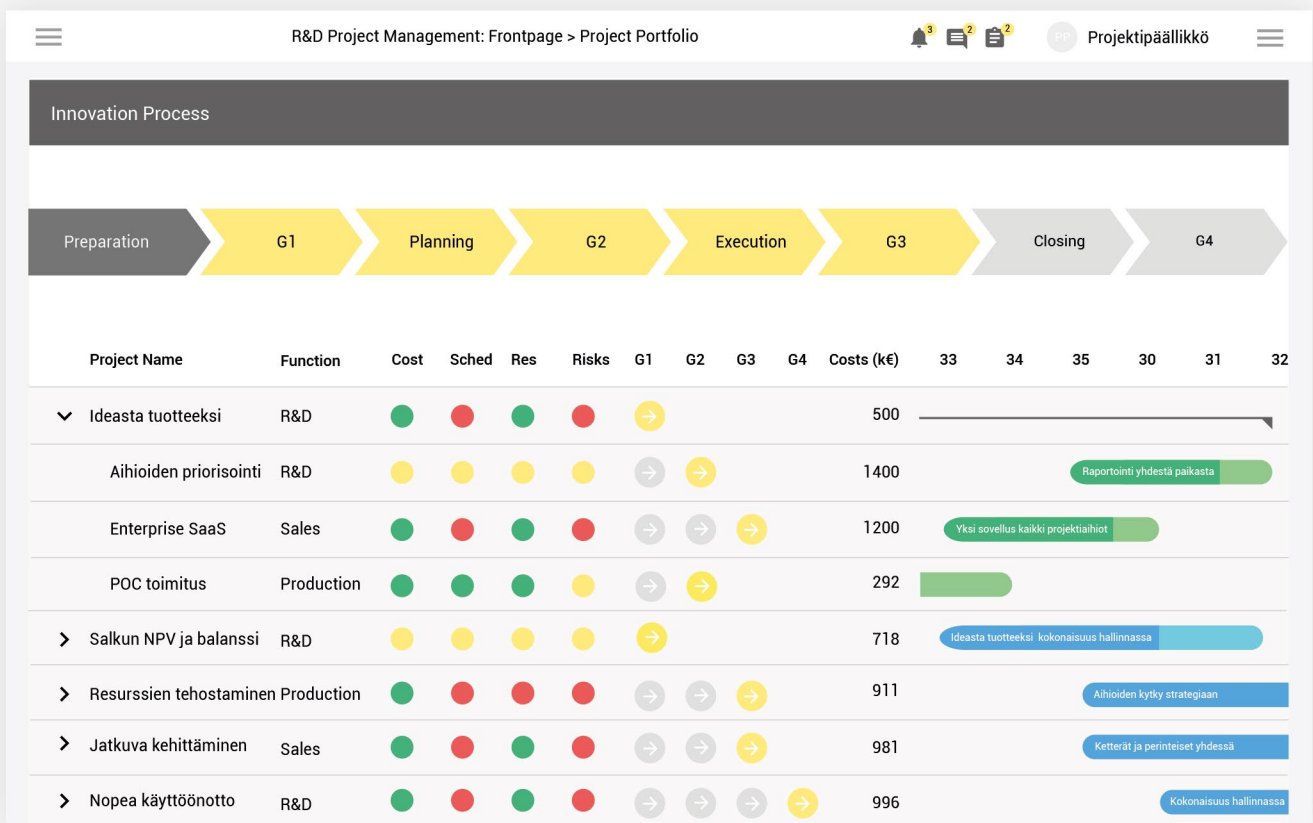 R&D Project Management: Frontpage > Project Portfolio
3
2
2
PP
Projektipäällikkö
Innovation Process
Preparation G1 Planning G2 Execution G3 Closing G4
Project Name Function Cost Sched Res Risks G1 G2 G3 G4 Costs (k€) 33 34 35 30 31 32
Ideasta tuotteeksi R&D 500
Aihioiden priorisointi R&D 1400 Raportointi yhdestä paikasta
Enterprise SaaS Sales 1200 Yksi sovellus kaikki projektiaihiot
POC toimitus Production 292
Salkun NPV ja balanssi R&D 718 Ideasta tuotteeksi kokonaisuus hallinnassa
Resurssien tehostaminen Production 911 Aihioiden kytky strategiaan
Jatkuva kehittäminen Sales 981 Ketterät ja perinteiset yhdessä
Nopea käyttöönotto R&D 996 Kokonaisuus hallinnassa